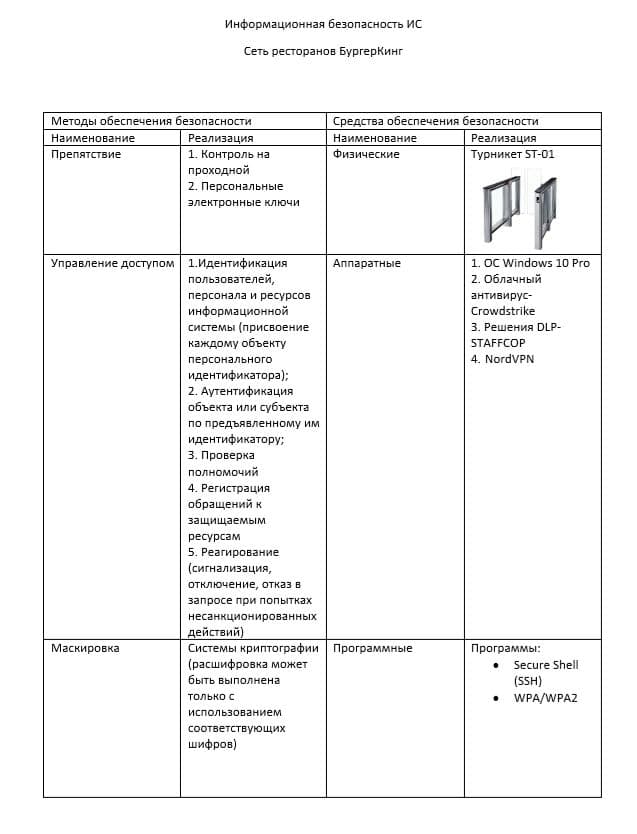 Информационная безопасность ИС
Сеть ресторанов БургерКинг
Методы обеспечения безопасности
Средства обеспечения безопасности
Наименование
Реализация
Наименование
Реализация
Препятствие
1. Контроль на
проходной
2. Персональные
электронные ключи
Физические
Турникет ST-01
Управление доступом
1.Идентификация
пользователей,
персонала и ресурсов
информационной
системы (присвоение
каждому объекту
персонального
идентификатора);
2. Аутентификация
объекта или субъекта
по предъявленному им
идентификатору;
3. Проверка
полномочий
4. Регистрация
обращений к
защищаемым
ресурсам
5. Реагирование
(сигнализация,
отключение, отказ в
запросе при попытках
несанкционированных
действий)
Аппаратные
1. ОС Windows 10 Pro
2. Облачный
антивирус-
Crowdstrike
3. Решения DLP-
STAFFCOP
4. NordVPN
Маскировка
Системы криптографии
(расшифровка может
быть выполнена
только с
использованием
соответствующих
шифров)
Программные
Программы:
• Secure Shell
(SSH)
• WPA/WPA2